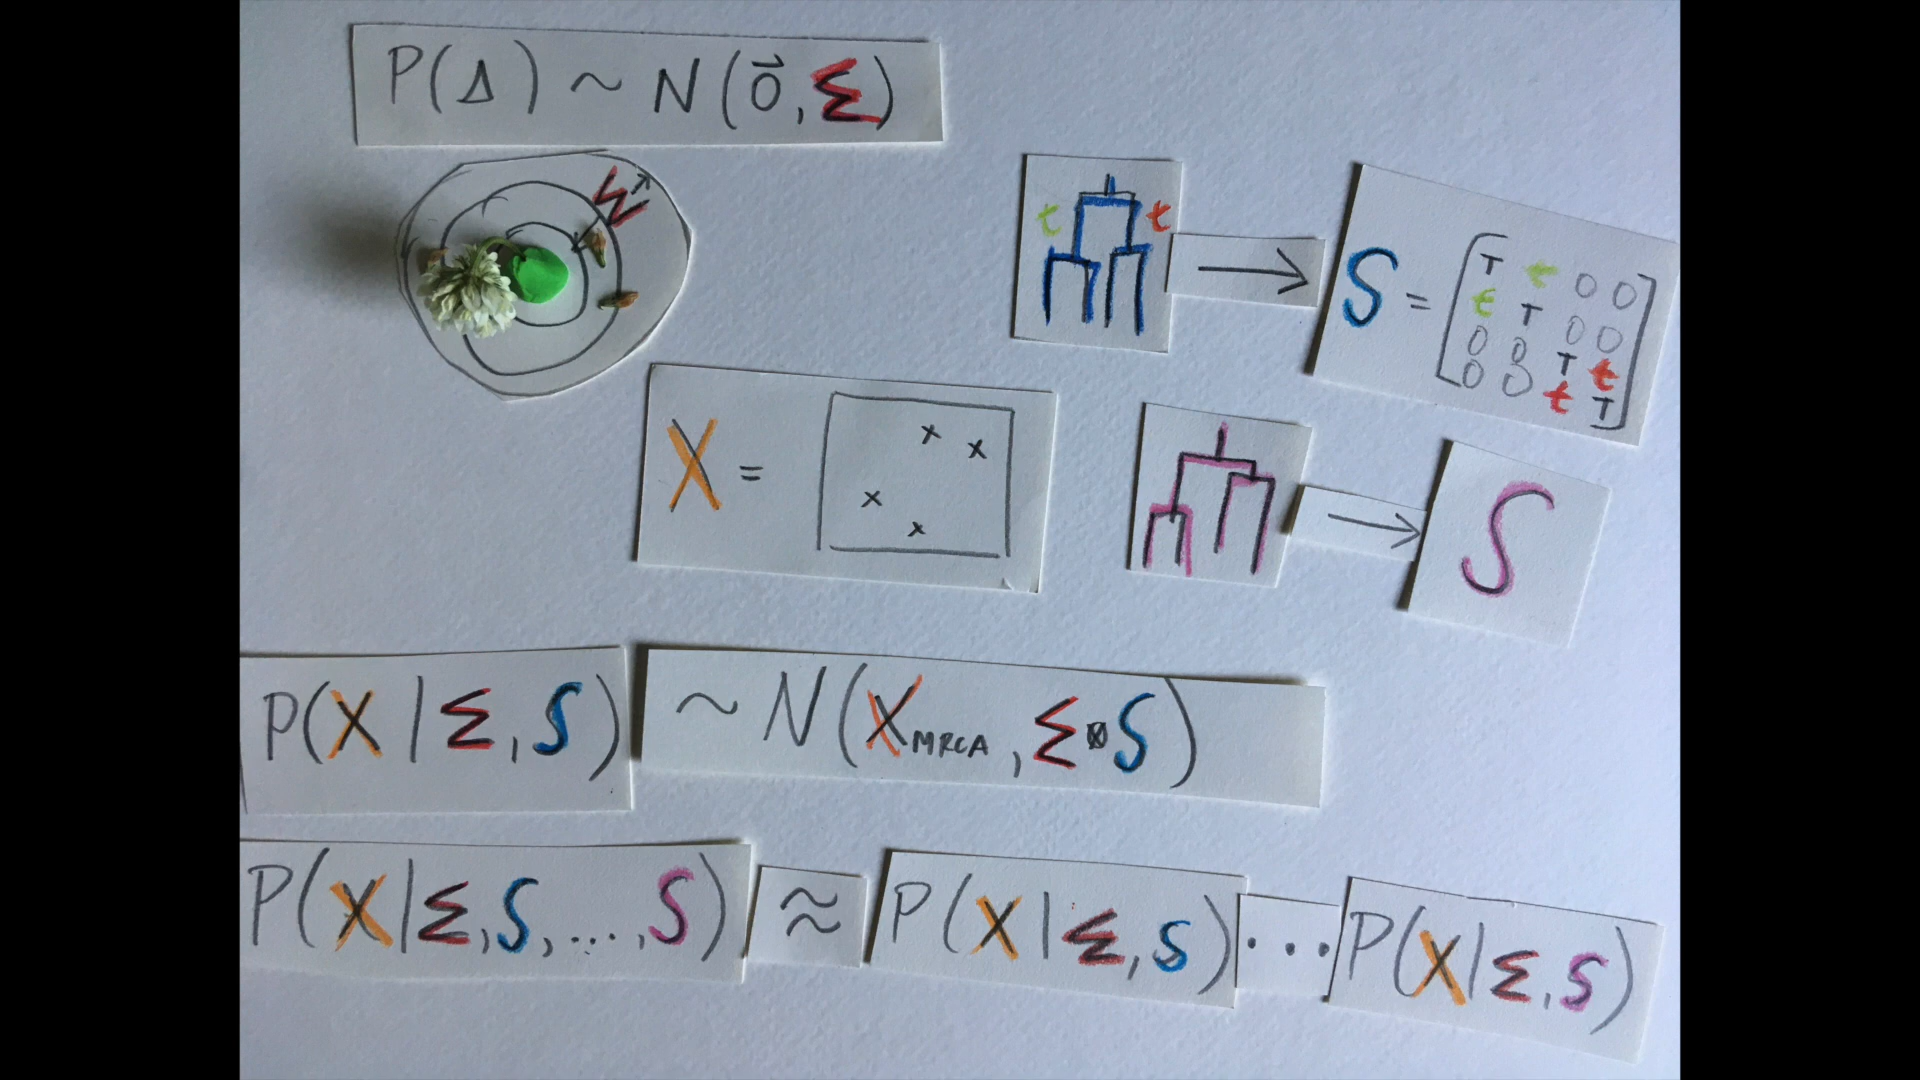 P(Δ) ~ N(0⃗, Σ)
Σ
t t
→
S = [T t 0 0
t T 0 0
0 0 T t
0 0 t T]
X = x x x x
→ S
P(X | Σ, S) ~ N(X_MRCA, Σ⊗S)
P(X | Σ, S, ..., S) ≈ P(X | Σ, S) ··· P(X | Σ, S)